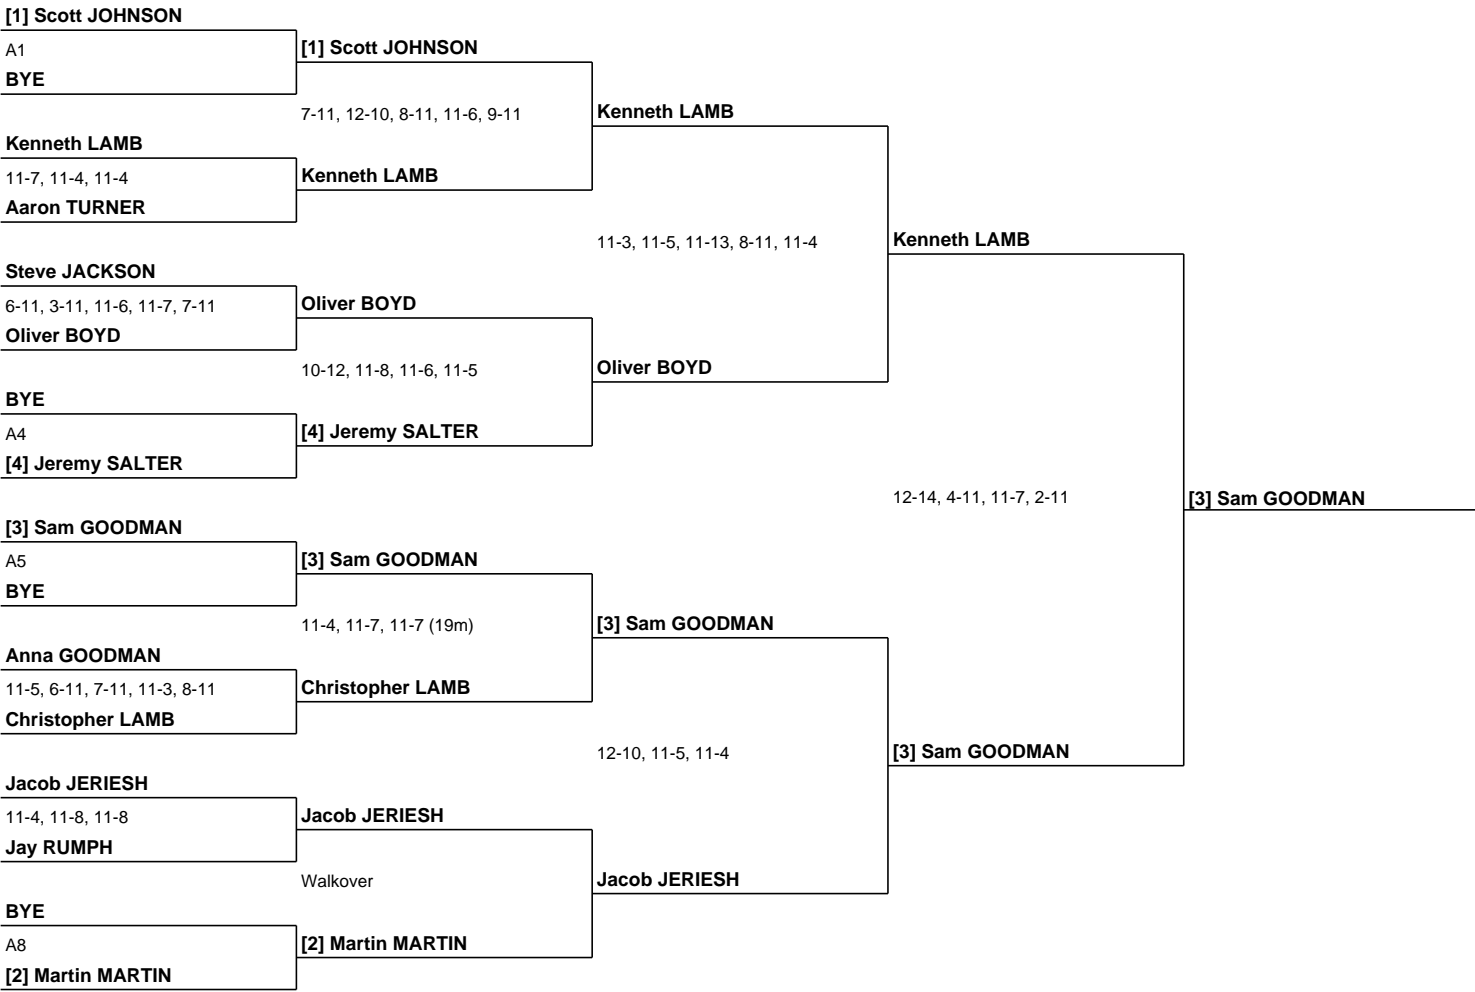 [1] Scott JOHNSON
A1
BYE
Kenneth LAMB
11-7, 11-4, 11-4
Aaron TURNER
Steve JACKSON
6-11, 3-11, 11-6, 11-7, 7-11
Oliver BOYD
BYE
A4
[4] Jeremy SALTER
[3] Sam GOODMAN
A5
BYE
Anna GOODMAN
11-5, 6-11, 7-11, 11-3, 8-11
Christopher LAMB
Jacob JERIESH
11-4, 11-8, 11-8
Jay RUMPH
BYE
A8
[2] Martin MARTIN
[1] Scott JOHNSON
7-11, 12-10, 8-11, 11-6, 9-11
Kenneth LAMB
Oliver BOYD
10-12, 11-8, 11-6, 11-5
[4] Jeremy SALTER
[3] Sam GOODMAN
11-4, 11-7, 11-7 (19m)
Christopher LAMB
Jacob JERIESH
Walkover
[2] Martin MARTIN
Kenneth LAMB
11-3, 11-5, 11-13, 8-11, 11-4
Oliver BOYD
[3] Sam GOODMAN
12-10, 11-5, 11-4
Jacob JERIESH
Kenneth LAMB
12-14, 4-11, 11-7, 2-11
[3] Sam GOODMAN
[3] Sam GOODMAN